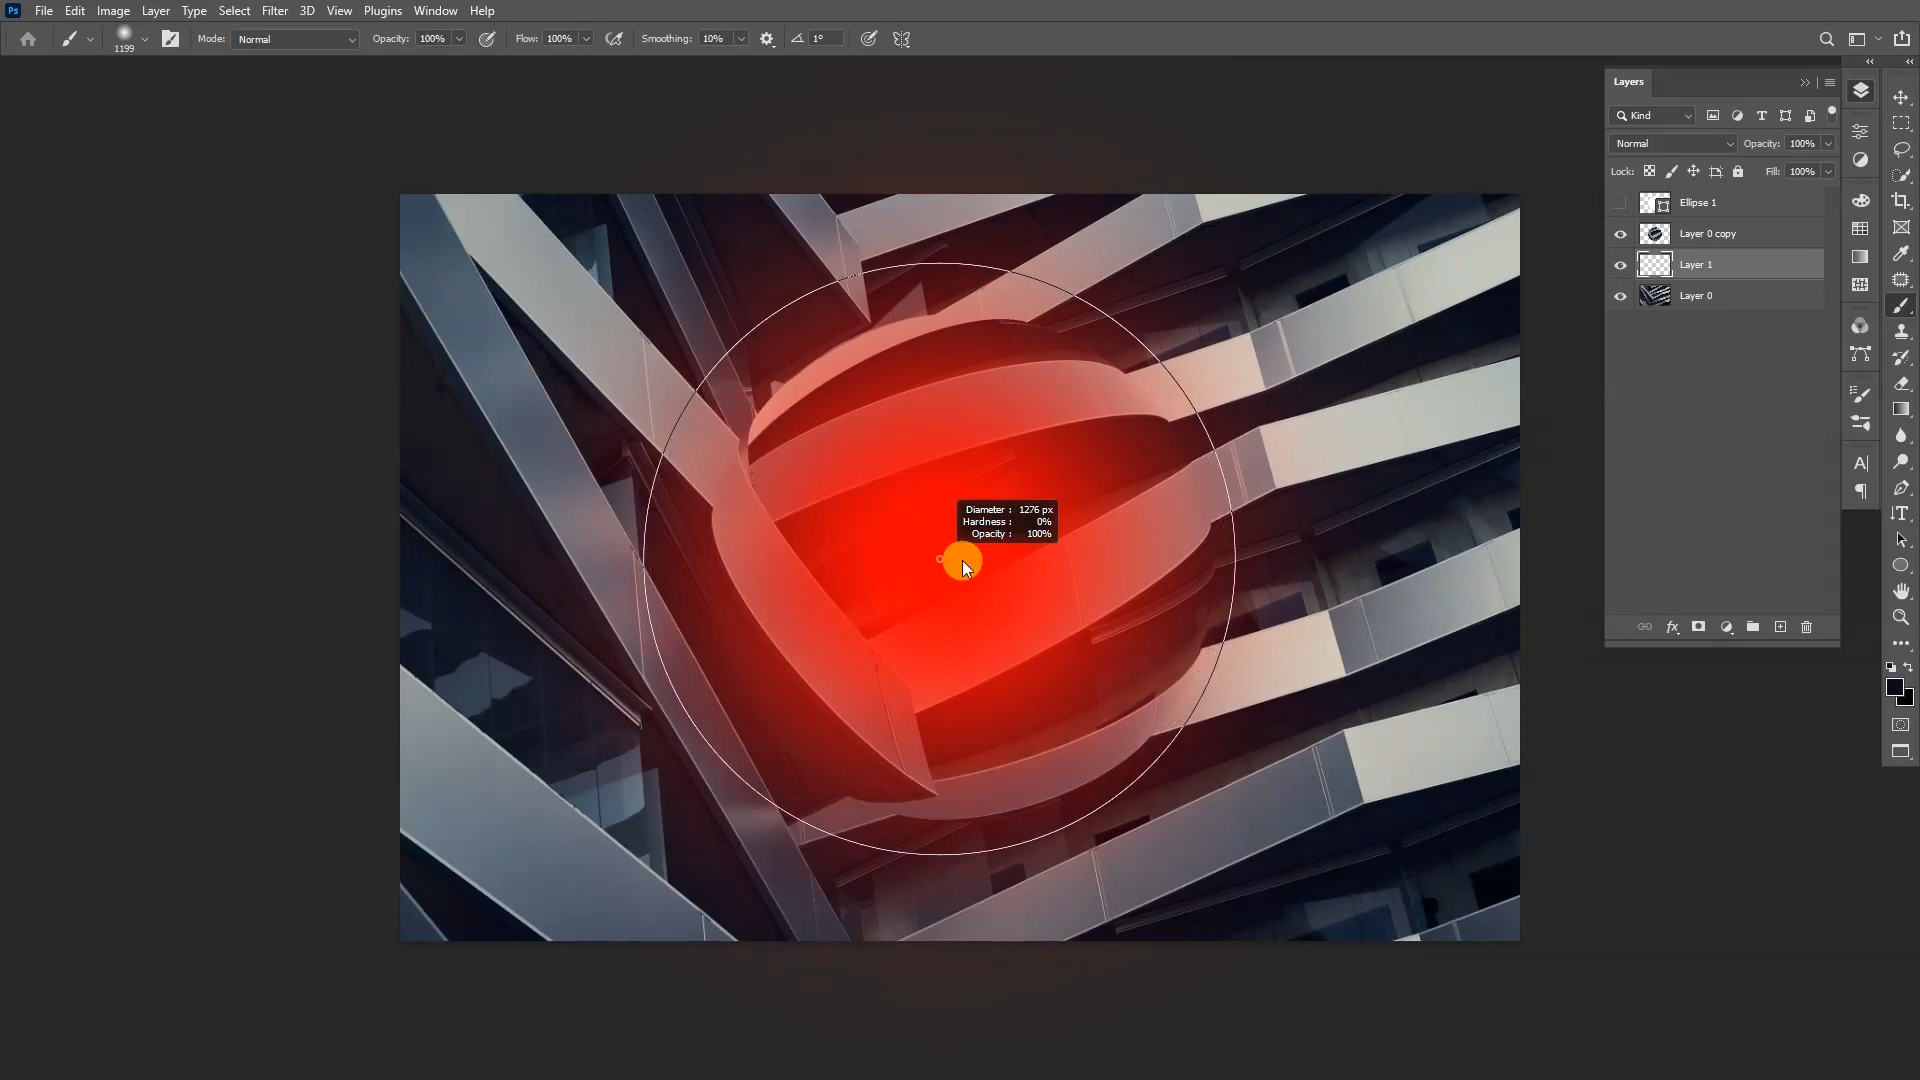 Ps File Edit Image Layer Type Select Filter 3D View Plugins Window Help
1199 Mode: Normal Opacity: 100% Flow: 100% Smoothing: 10% 1°
Layers
Kind
Normal Opacity: 100%
Lock: Fill: 100%
Ellipse 1
Layer 0 copy
Layer 1
Layer 0
fx
Diameter : 1276 px
Hardness : 0%
Opacity : 100%